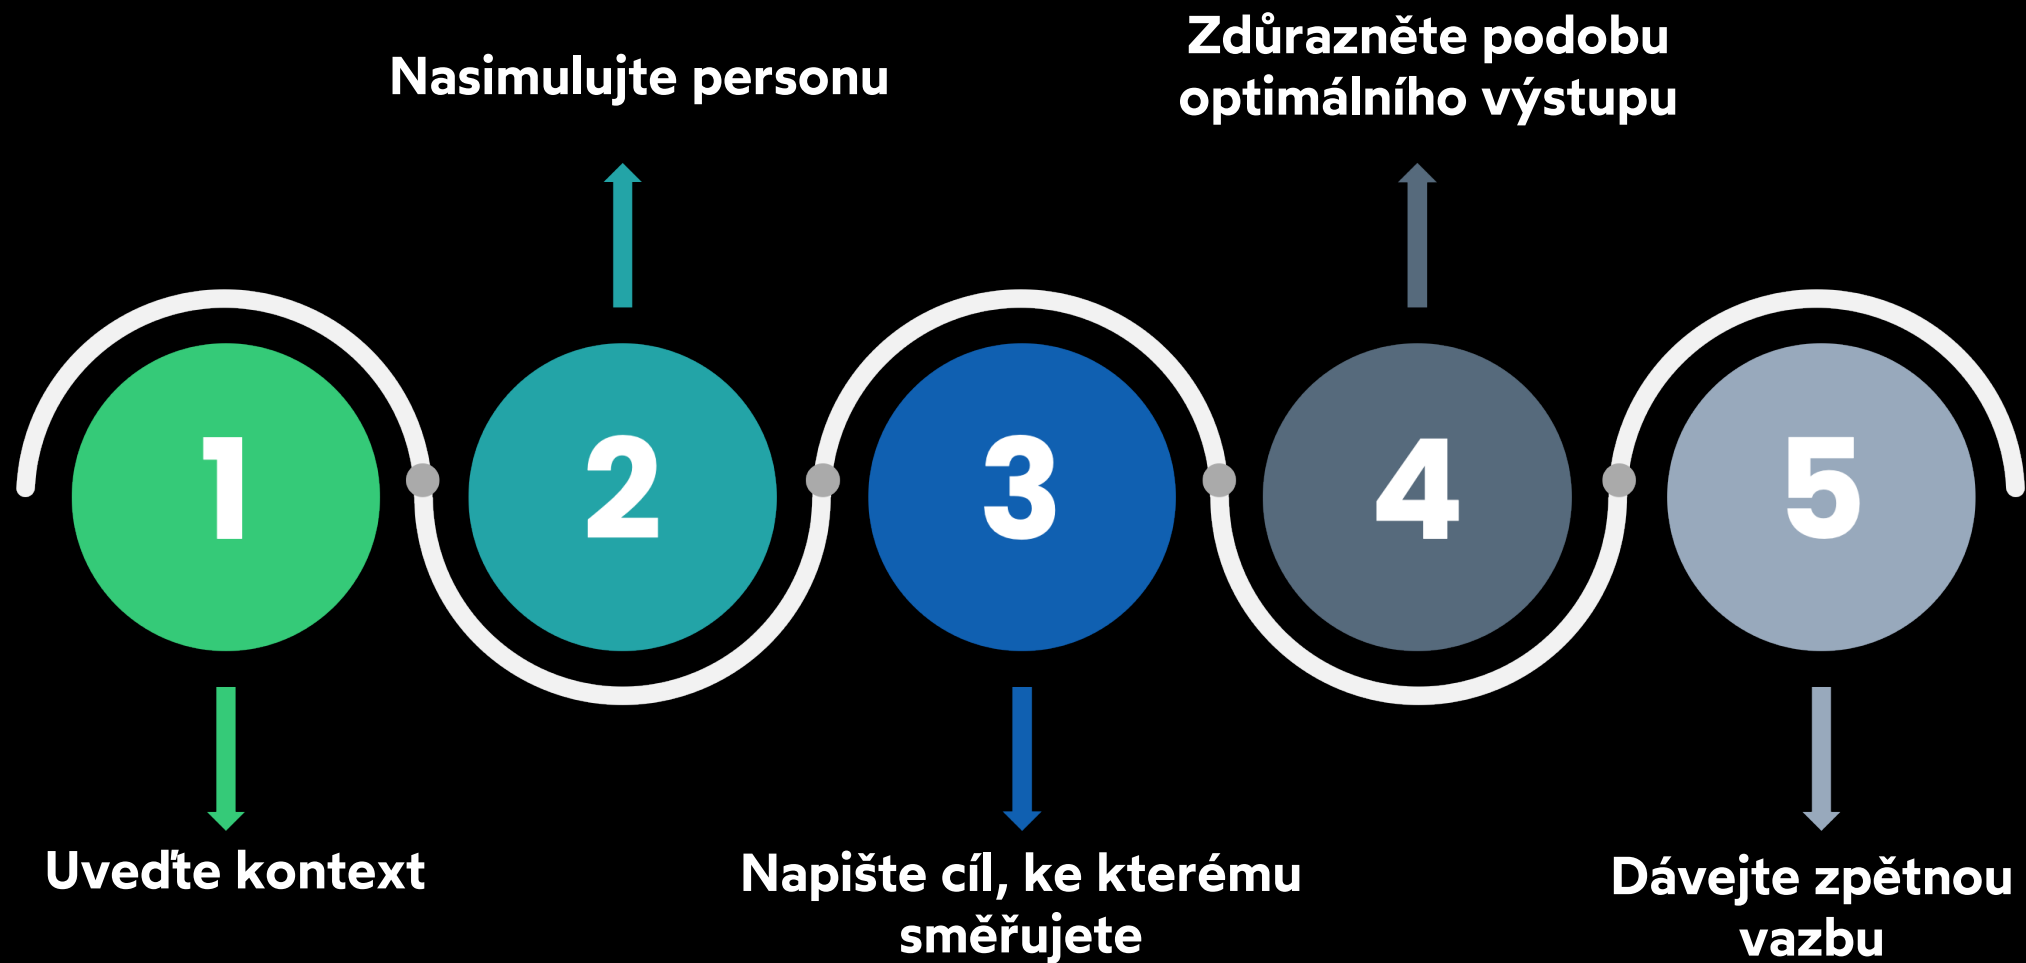 Nasimulujte personu
Zdůrazněte podobu
optimálního výstupu
1
2
3
4
5
Uveďte kontext
Napište cíl, ke kterému
směřujete
Dávejte zpětnou
vazbu